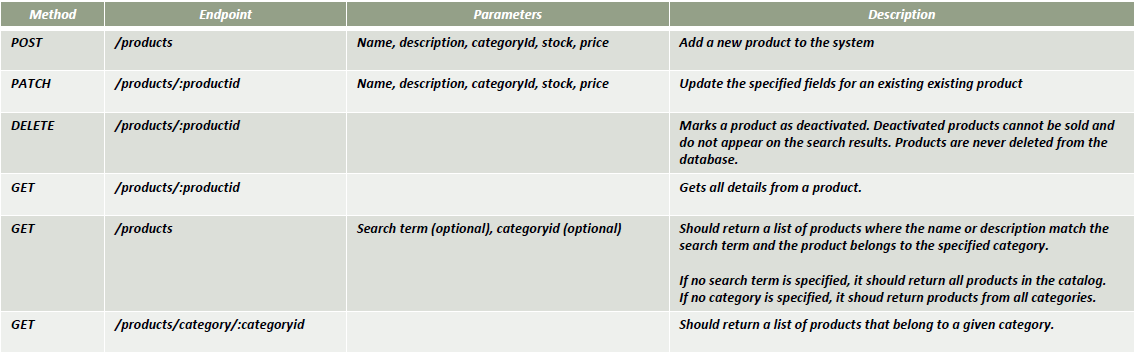 Method Endpoint Parameters Description
POST /products Name, description, categoryId, stock, price Add a new product to the system
PATCH /products/:productid Name, description, categoryId, stock, price Update the specified fields for an existing existing product
DELETE /products/:productid Marks a product as deactivated. Deactivated products cannot be sold and
do not appear on the search results. Products are never deleted from the
database.
GET /products/:productid Gets all details from a product.
GET /products Search term (optional), categoryid (optional) Should return a list of products where the name or description match the
search term and the product belongs to the specified category.
If no search term is specified, it should return all products in the catalog.
If no category is specified, it shoud return products from all categories.
GET /products/category/:categoryid Should return a list of products that belong to a given category.